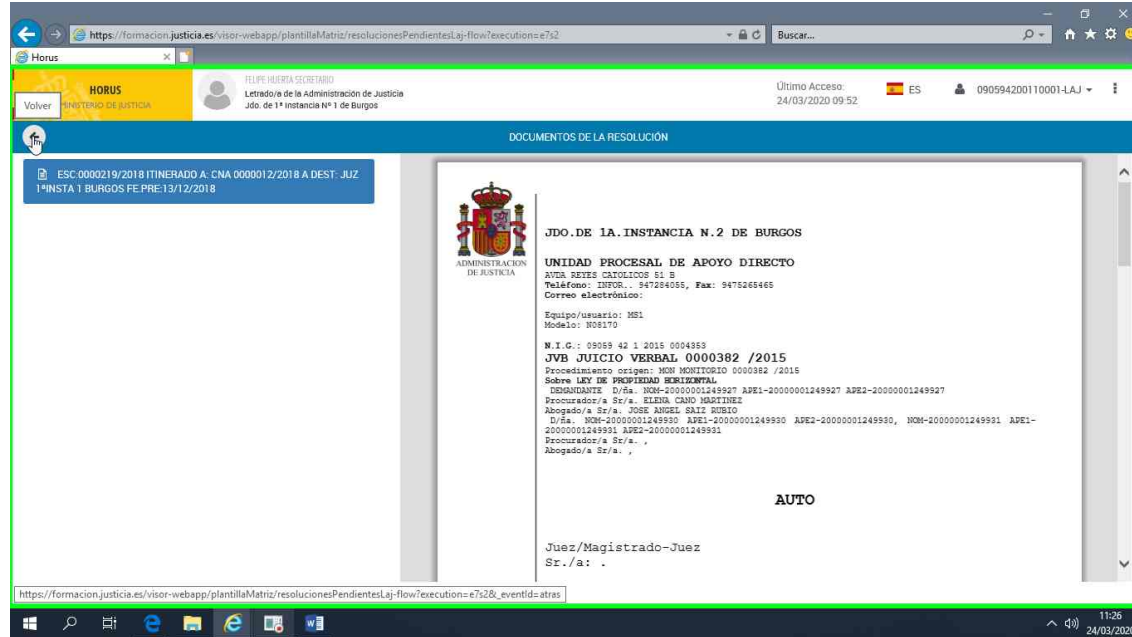 https://formacion.justicia.es/visor-webapp/plantillaMatriz/resolucionesPendientesLaj-flow?execution=e7s2
Buscar...
Horus
HORUS
MINISTERIO DE JUSTICIA
Volver
FELIPE HUERTA SECRETARIO
Letrado/a de la Administración de Justicia
Jdo. de 1ª Instancia Nº 1 de Burgos
Último Acceso:
24/03/2020 09:52
ES
090594200110001-LAJ
DOCUMENTOS DE LA RESOLUCIÓN
ESC:0000219/2018 ITINERADO A: CNA 0000012/2018 A DEST: JUZ
1ªINSTA 1 BURGOS FE.PRE:13/12/2018
ADMINISTRACION
DE JUSTICIA
JDO.DE 1A.INSTANCIA N.2 DE BURGOS
UNIDAD PROCESAL DE APOYO DIRECTO
AVDA REYES CATOLICOS 51 B
Teléfono: INFOR.. 947284055, Fax: 9475265465
Correo electrónico:
Equipo/usuario: MS1
Modelo: N08170
N.I.G.: 09059 42 1 2015 0004353
JVB JUICIO VERBAL 0000382 /2015
Procedimiento origen: MON MONITORIO 0000382 /2015
Sobre LEY DE PROPIEDAD HORIZONTAL
DEMANDANTE D/ña. NOM-20000001249927 APE1-20000001249927 APE2-20000001249927
Procurador/a Sr/a. ELENA CANO MARTINEZ
Abogado/a Sr/a. JOSE ANGEL SAIZ RUBIO
D/ña. NOM-20000001249930 APE1-20000001249930 APE2-20000001249930, NOM-20000001249931 APE1-
20000001249931 APE2-20000001249931
Procurador/a Sr/a. ,
Abogado/a Sr/a. ,
AUTO
Juez/Magistrado-Juez
Sr./a: .
https://formacion.justicia.es/visor-webapp/plantillaMatriz/resolucionesPendientesLaj-flow?execution=e7s2&_eventId=atras
11:26
24/03/2020